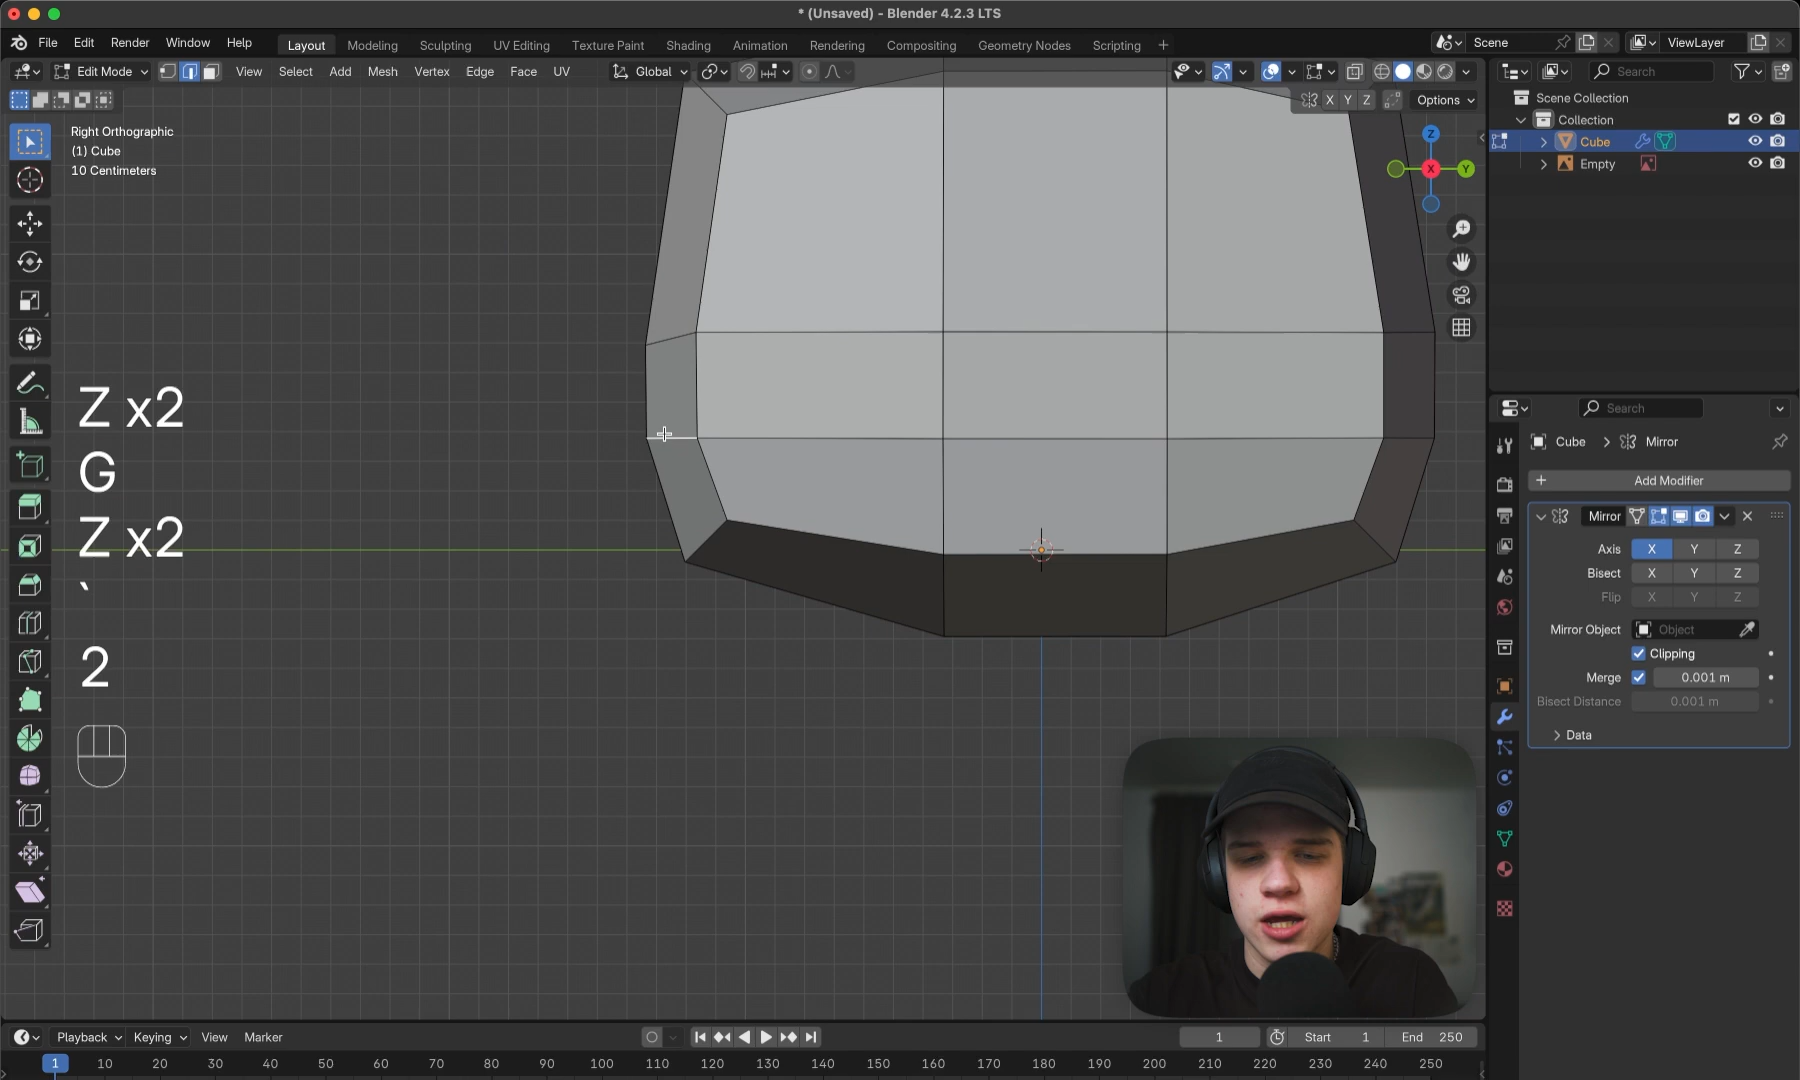 * (Unsaved) - Blender 4.2.3 LTS
File Edit Render Window Help Layout Modeling Sculpting UV Editing Texture Paint Shading Animation Rendering Compositing Geometry Nodes Scripting + Scene ViewLayer
Edit Mode View Select Add Mesh Vertex Edge Face UV Global Search
X Y Z Options
Scene Collection
Collection
Cube
Empty
Right Orthographic
(1) Cube
10 Centimeters
Z
X
Y
Z x2
G
Z x2
`
2
Search
Cube > Mirror
+ Add Modifier
Mirror
Axis X Y Z
Bisect X Y Z
Flip X Y Z
Mirror Object Object
Clipping
Merge 0.001 m
Bisect Distance 0.001 m
Data
Playback Keying View Marker 1 Start 1 End 250
1 10 20 30 40 50 60 70 80 90 100 110 120 130 140 150 160 170 180 190 200 210 220 230 240 250